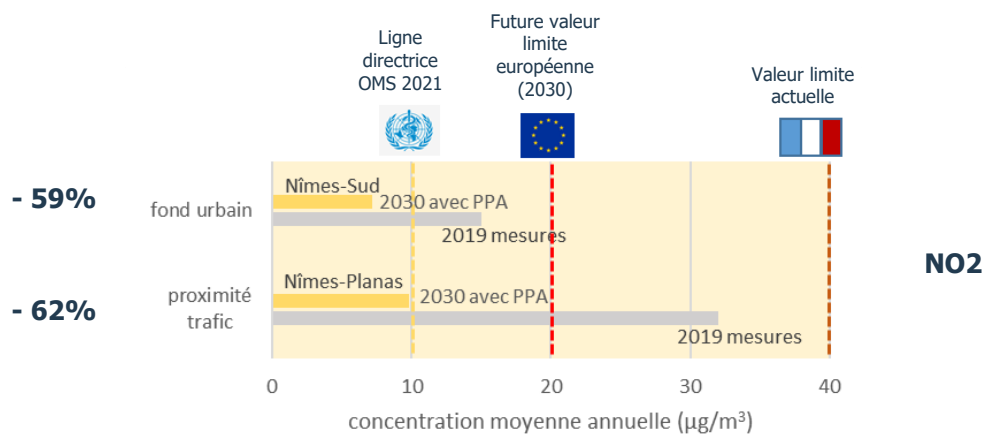 Ligne
directrice
OMS 2021
Future valeur
limite
européenne
(2030)
Valeur limite
actuelle
- 59%
fond urbain
Nîmes-Sud
2030 avec PPA
2019 mesures
- 62%
proximité
trafic
Nîmes-Planas
2030 avec PPA
2019 mesures
NO2
0
10
20
30
40
concentration moyenne annuelle (µg/m³)